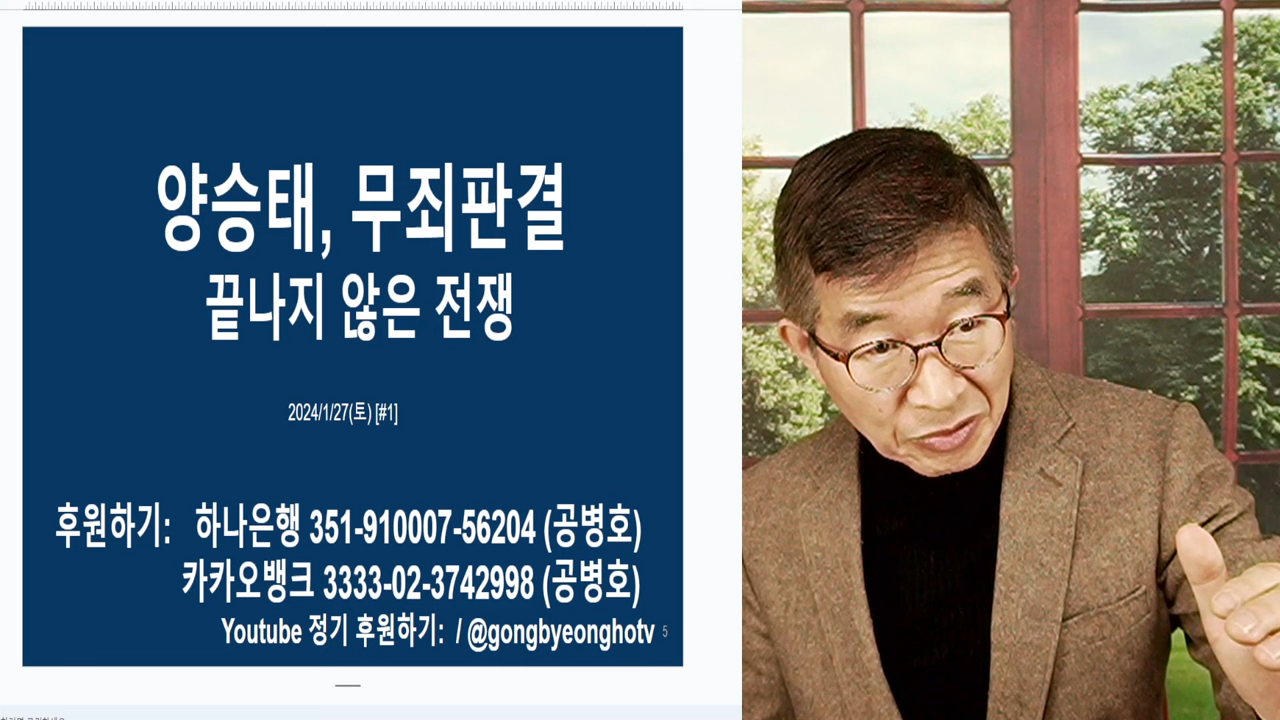 양승태, 무죄판결
끝나지 않은 전쟁
2024/1/27(토) [#1]
후원하기: 하나은행 351-910007-56204 (공병호)
카카오뱅크 3333-02-3742998 (공병호)
Youtube 정기 후원하기: / @gongbyeonghotv 5